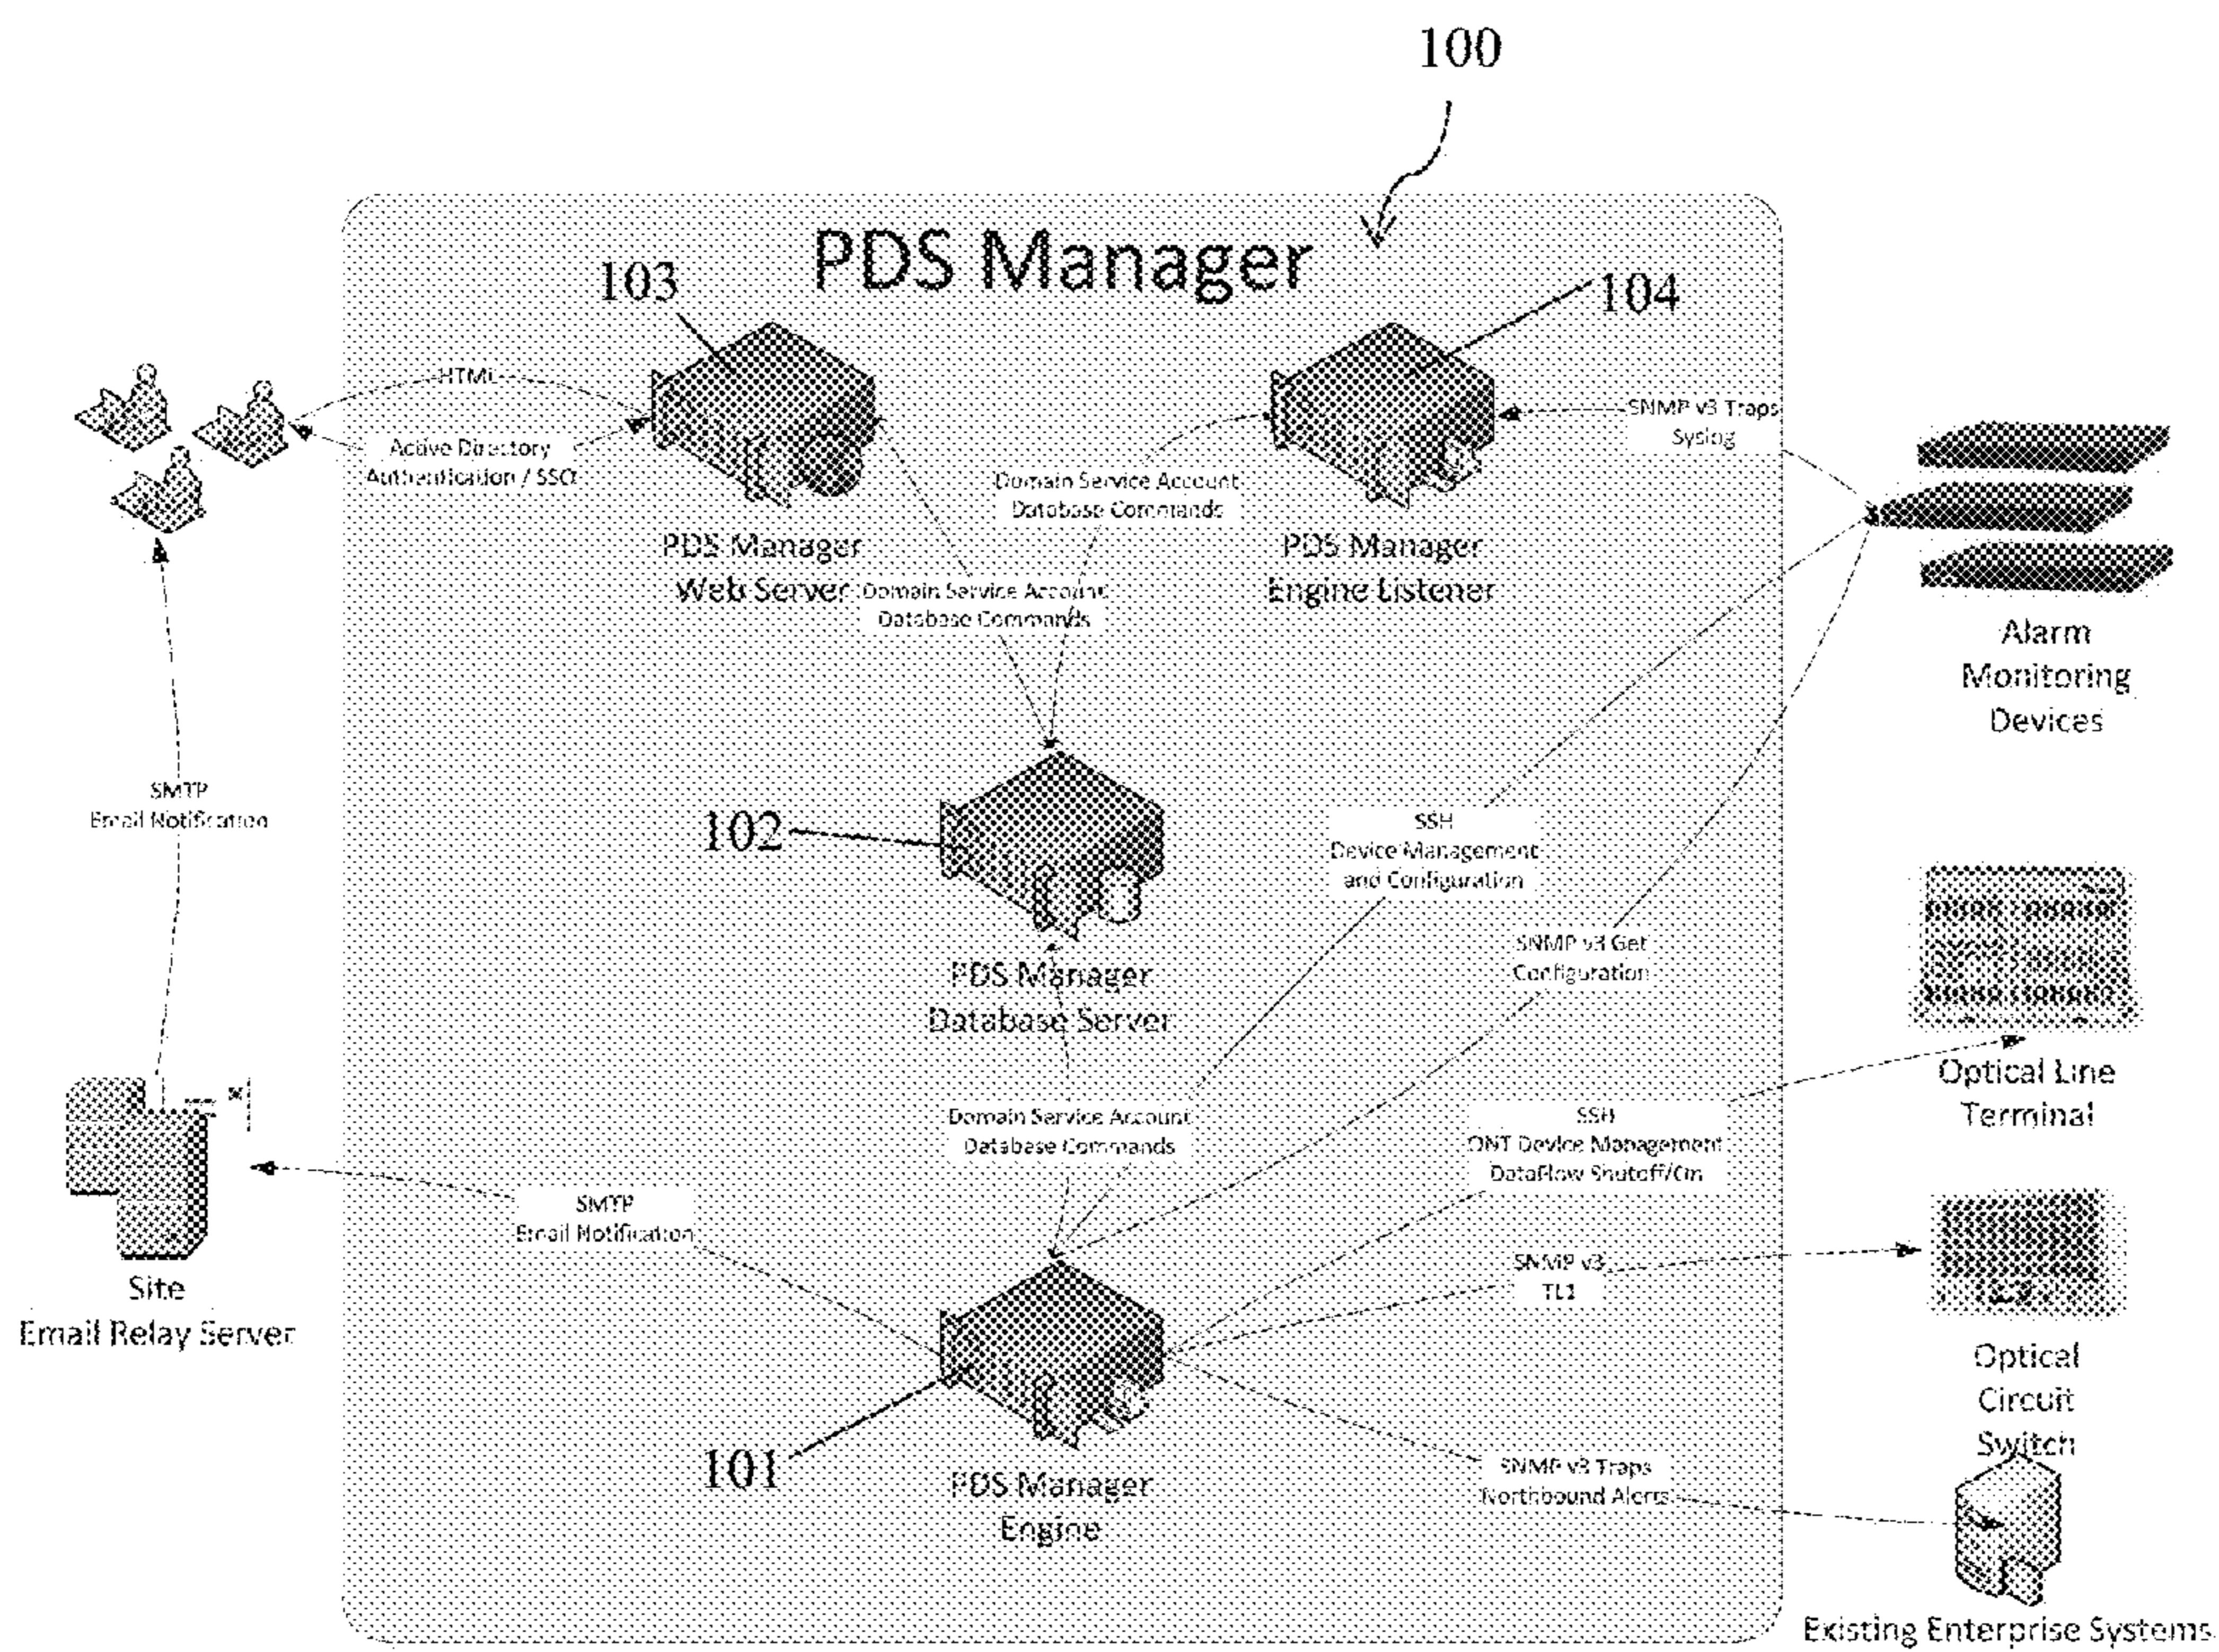 100
PDS Manager
103
104
HTML
Active Directory
Authentication / SSO
SNMP v3 Traps
Syslog
Domain Service Account
Database Commands
PDS Manager
Web Server
PDS Manager
Engine Listener
Domain Service Account
Database Commands
Alarm
Monitoring
Devices
SMTP
Email Notification
102
SSH
Device Management
and Configuration
SNMP v3 Get
Configuration
PDS Manager
Database Server
Optical Line
Terminal
Domain Service Account
Database Commands
SSH
ONT Device Management
DataFlow Shutoff/On
SMTP
Email Notification
SNMP v3
TL1
Site
Email Relay Server
Optical
Circuit
Switch
101
PDS Manager
Engine
SNMP v3 Traps
Northbound Alerts
Existing Enterprise Systems